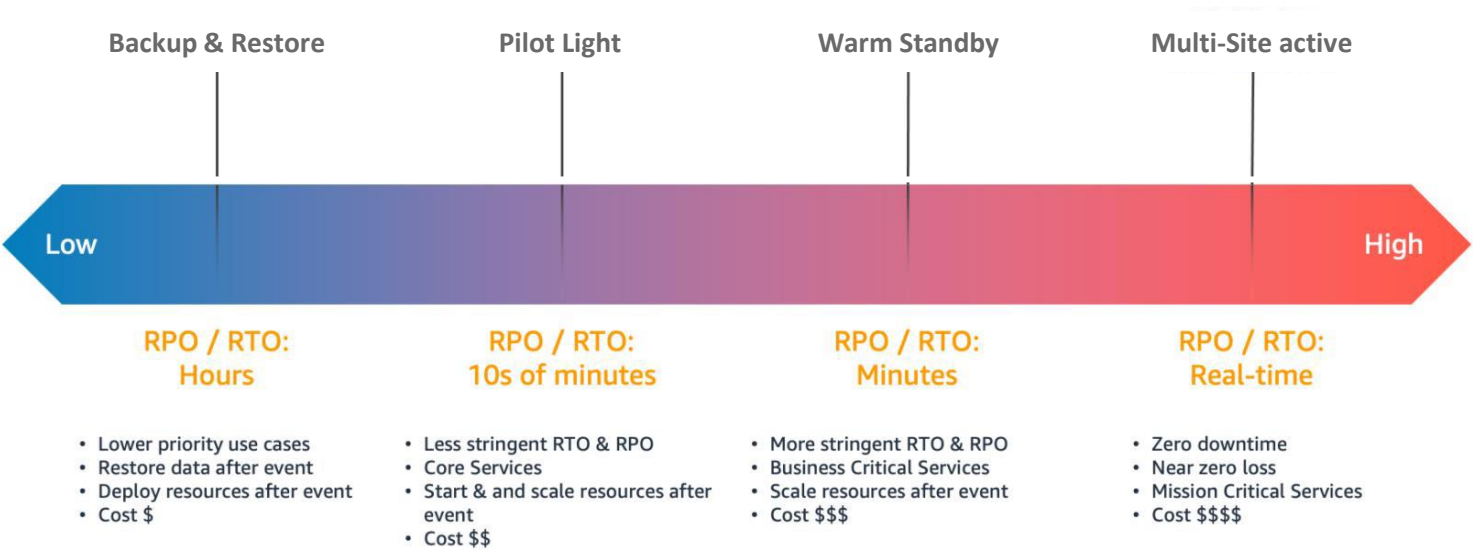 Backup & Restore
Pilot Light
Warm Standby
Multi-Site active
Low
High
RPO / RTO:
Hours
RPO / RTO:
10s of minutes
RPO / RTO:
Minutes
RPO / RTO:
Real-time
• Lower priority use cases
• Restore data after event
• Deploy resources after event
• Cost $
• Less stringent RTO & RPO
• Core Services
• Start & and scale resources after
event
• Cost $$
• More stringent RTO & RPO
• Business Critical Services
• Scale resources after event
• Cost $$$
• Zero downtime
• Near zero loss
• Mission Critical Services
• Cost $$$$